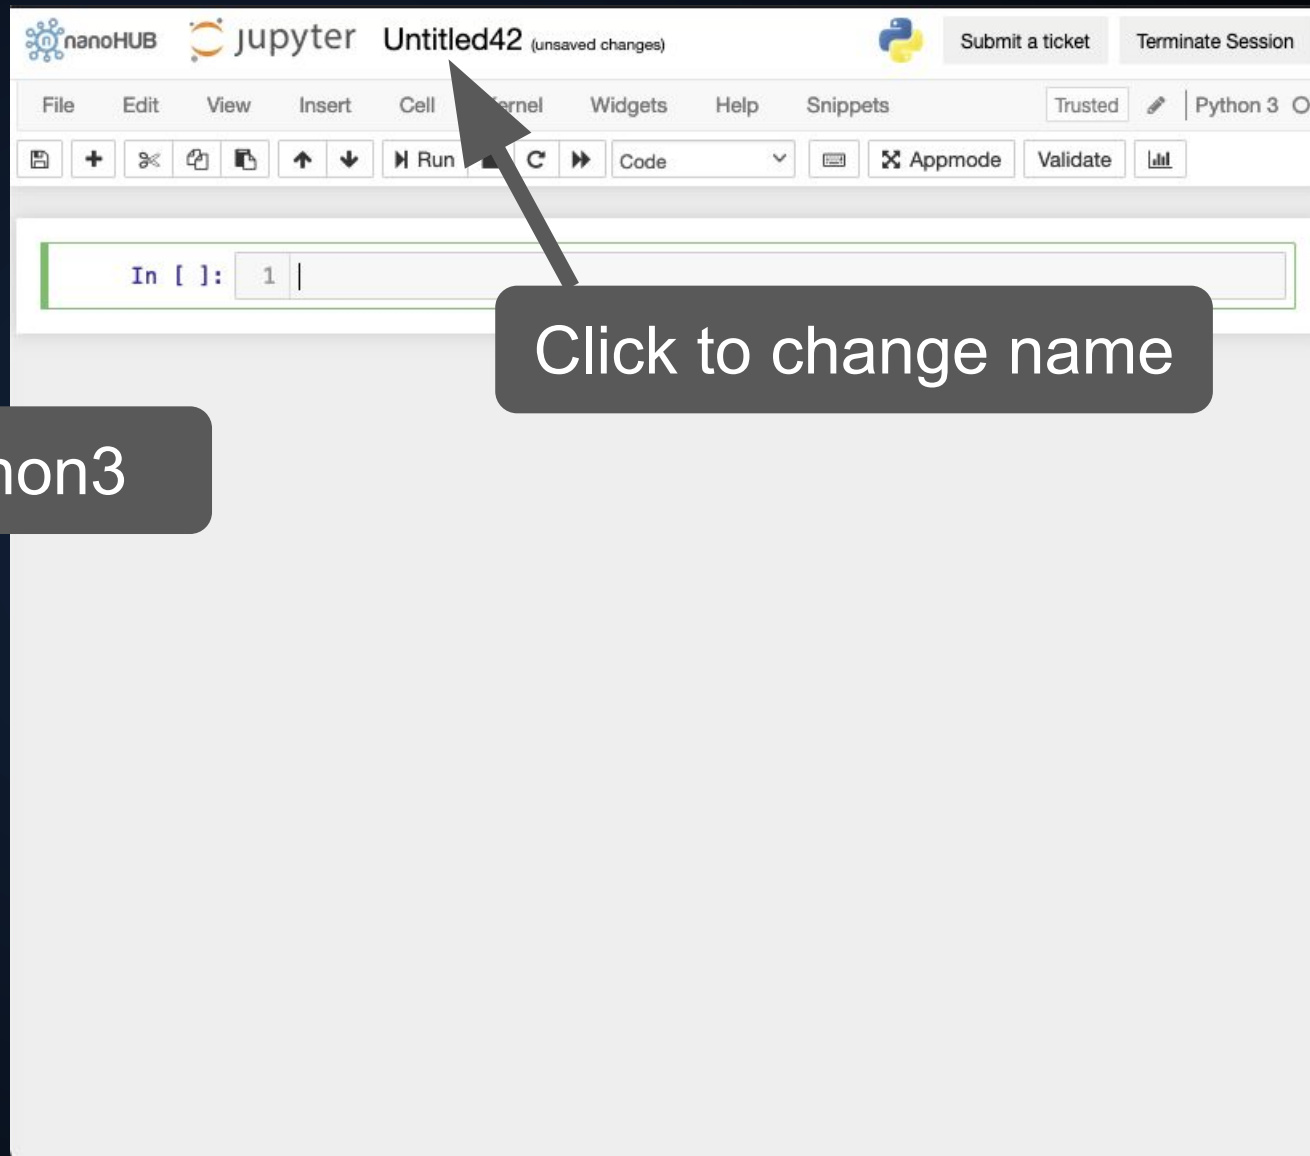 nanoHUB jupyter Untitled42 (unsaved changes) Submit a ticket Terminate Session
File Edit View Insert Cell Kernel Widgets Help Snippets Trusted Python 3
Run Code Appmode Validate
In [ ]: 1
Click to change name
hon3